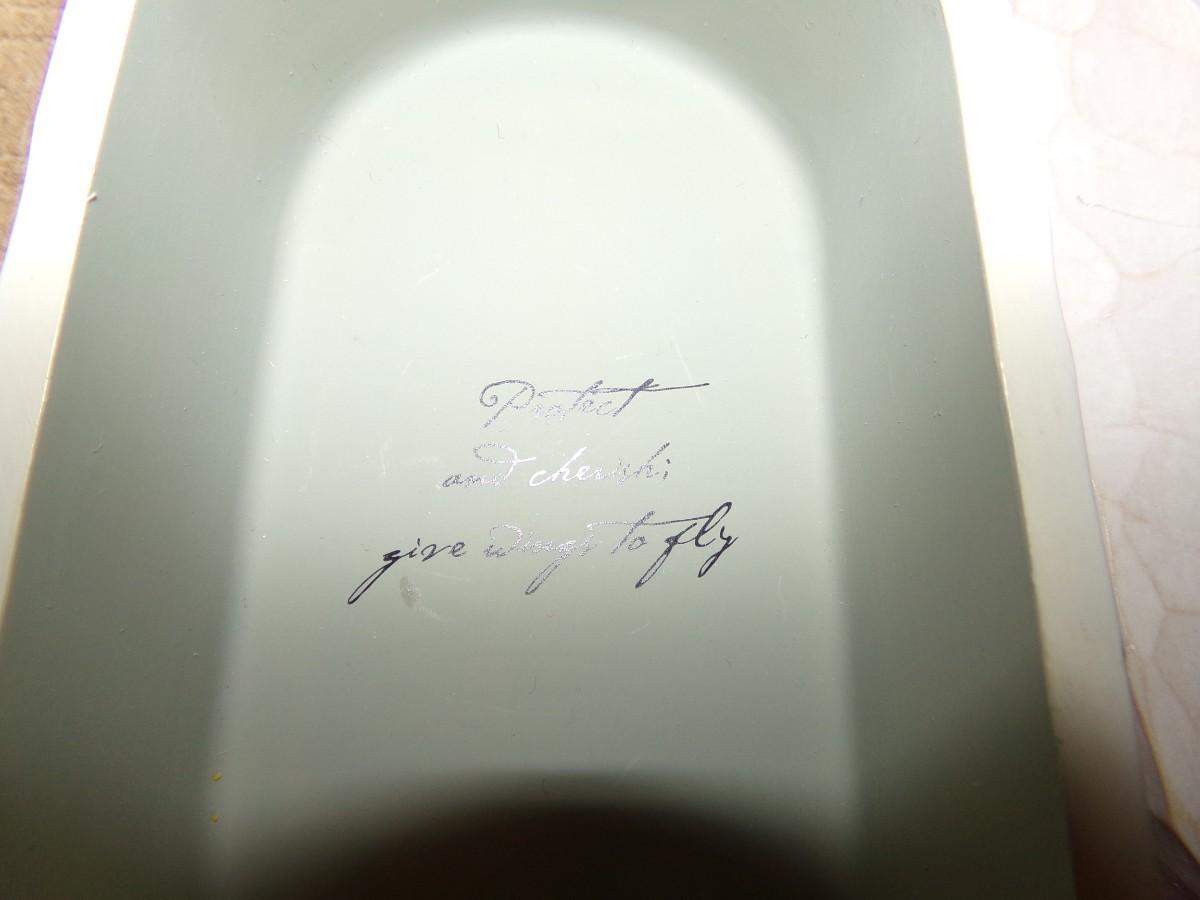 Protect
and cherish;
give wings to fly